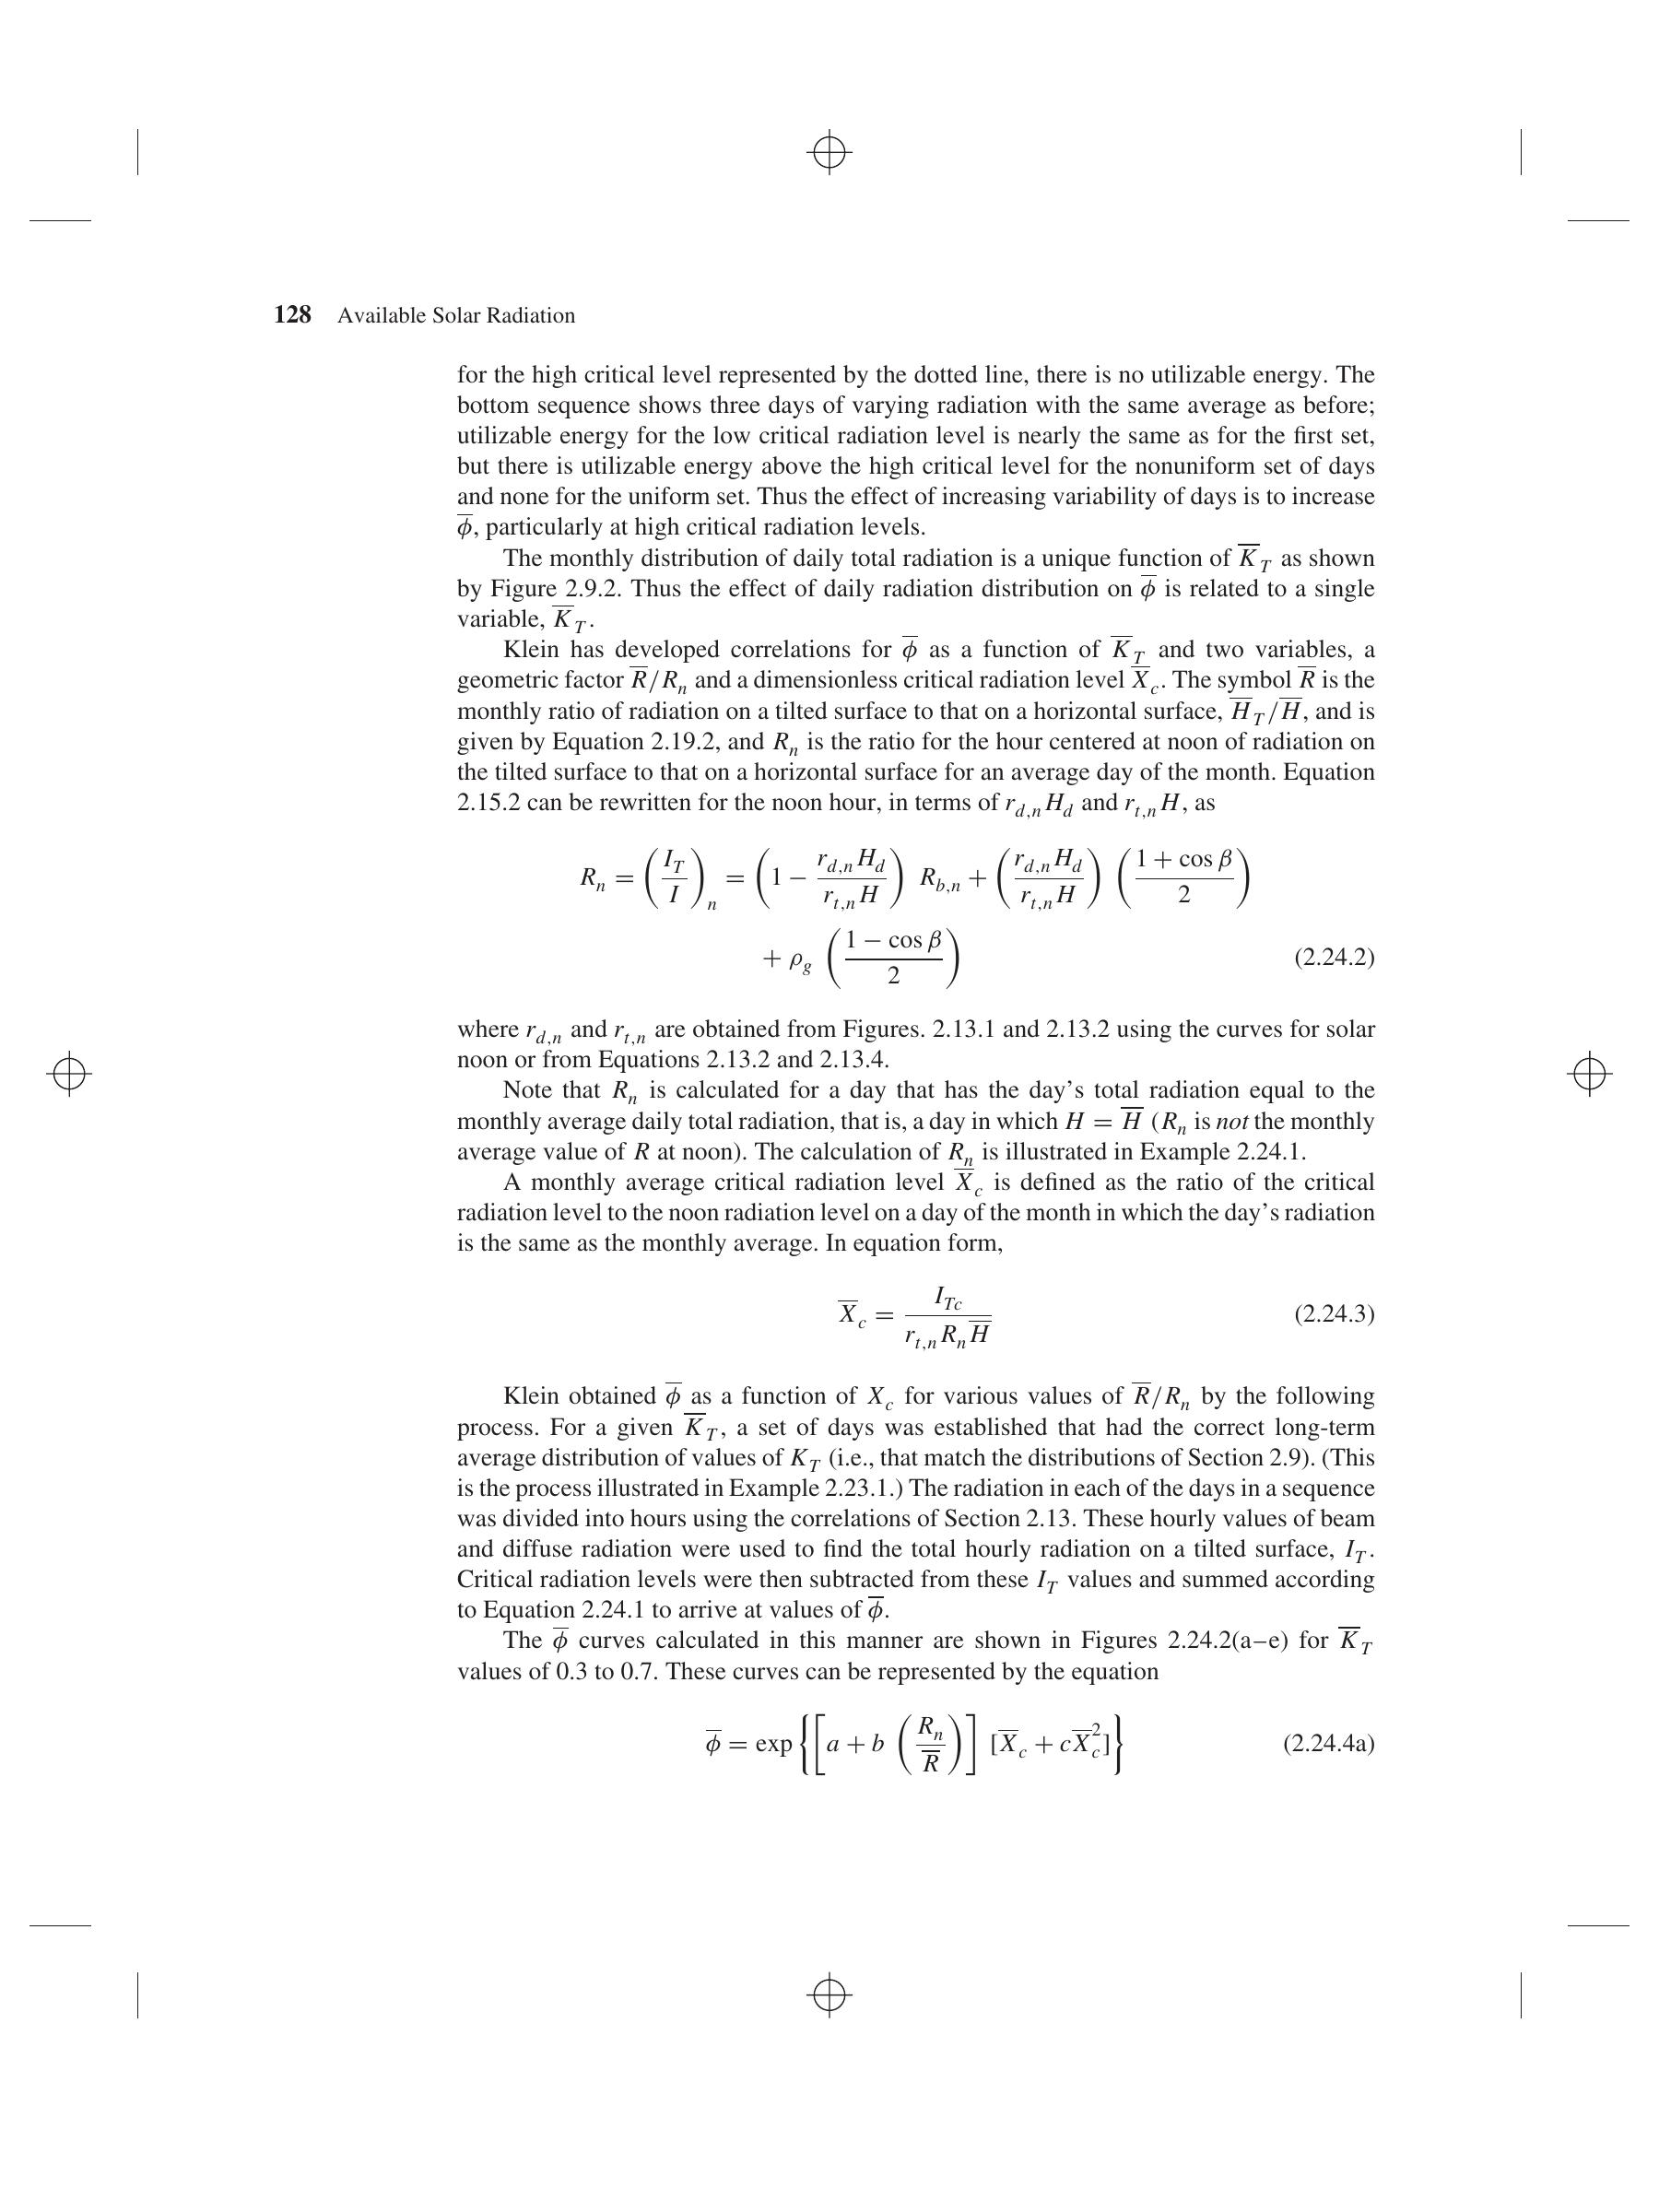 128 Available Solar Radiation
for the high critical level represented by the dotted line, there is no utilizable energy. The
bottom sequence shows three days of varying radiation with the same average as before;
utilizable energy for the low critical radiation level is nearly the same as for the first set,
but there is utilizable energy above the high critical level for the nonuniform set of days
and none for the uniform set. Thus the effect of increasing variability of days is to increase
$\overline{\phi}$, particularly at high critical radiation levels.
The monthly distribution of daily total radiation is a unique function of $\overline{K}_T$ as shown
by Figure 2.9.2. Thus the effect of daily radiation distribution on $\overline{\phi}$ is related to a single
variable, $\overline{K}_T$.
Klein has developed correlations for $\overline{\phi}$ as a function of $\overline{K}_T$ and two variables, a
geometric factor $\overline{R}/R_n$ and a dimensionless critical radiation level $\overline{X}_c$. The symbol $\overline{R}$ is the
monthly ratio of radiation on a tilted surface to that on a horizontal surface, $\overline{H}_T/\overline{H}$, and is
given by Equation 2.19.2, and $R_n$ is the ratio for the hour centered at noon of radiation on
the tilted surface to that on a horizontal surface for an average day of the month. Equation
2.15.2 can be rewritten for the noon hour, in terms of $r_{d,n}H_d$ and $r_{t,n}H$, as
$R_n = \left(\frac{I_T}{I}\right)_n = \left(1 - \frac{r_{d,n}H_d}{r_{t,n}H}\right) R_{b,n} + \left(\frac{r_{d,n}H_d}{r_{t,n}H}\right)\left(\frac{1 + \cos\beta}{2}\right)$
$+ \rho_g \left(\frac{1 - \cos\beta}{2}\right)$ (2.24.2)
where $r_{d,n}$ and $r_{t,n}$ are obtained from Figures. 2.13.1 and 2.13.2 using the curves for solar
noon or from Equations 2.13.2 and 2.13.4.
Note that $R_n$ is calculated for a day that has the day's total radiation equal to the
monthly average daily total radiation, that is, a day in which $H = \overline{H}$ ($R_n$ is not the monthly
average value of $R$ at noon). The calculation of $R_n$ is illustrated in Example 2.24.1.
A monthly average critical radiation level $\overline{X}_c$ is defined as the ratio of the critical
radiation level to the noon radiation level on a day of the month in which the day's radiation
is the same as the monthly average. In equation form,
$\overline{X}_c = \frac{I_{Tc}}{r_{t,n}R_n\overline{H}}$ (2.24.3)
Klein obtained $\overline{\phi}$ as a function of $X_c$ for various values of $\overline{R}/R_n$ by the following
process. For a given $\overline{K}_T$, a set of days was established that had the correct long-term
average distribution of values of $K_T$ (i.e., that match the distributions of Section 2.9). (This
is the process illustrated in Example 2.23.1.) The radiation in each of the days in a sequence
was divided into hours using the correlations of Section 2.13. These hourly values of beam
and diffuse radiation were used to find the total hourly radiation on a tilted surface, $I_T$.
Critical radiation levels were then subtracted from these $I_T$ values and summed according
to Equation 2.24.1 to arrive at values of $\overline{\phi}$.
The $\overline{\phi}$ curves calculated in this manner are shown in Figures 2.24.2(a–e) for $\overline{K}_T$
values of 0.3 to 0.7. These curves can be represented by the equation
$\overline{\phi} = \exp\left\{\left[a + b\left(\frac{R_n}{\overline{R}}\right)\right][\overline{X}_c + c\overline{X}_c^2]\right\}$ (2.24.4a)